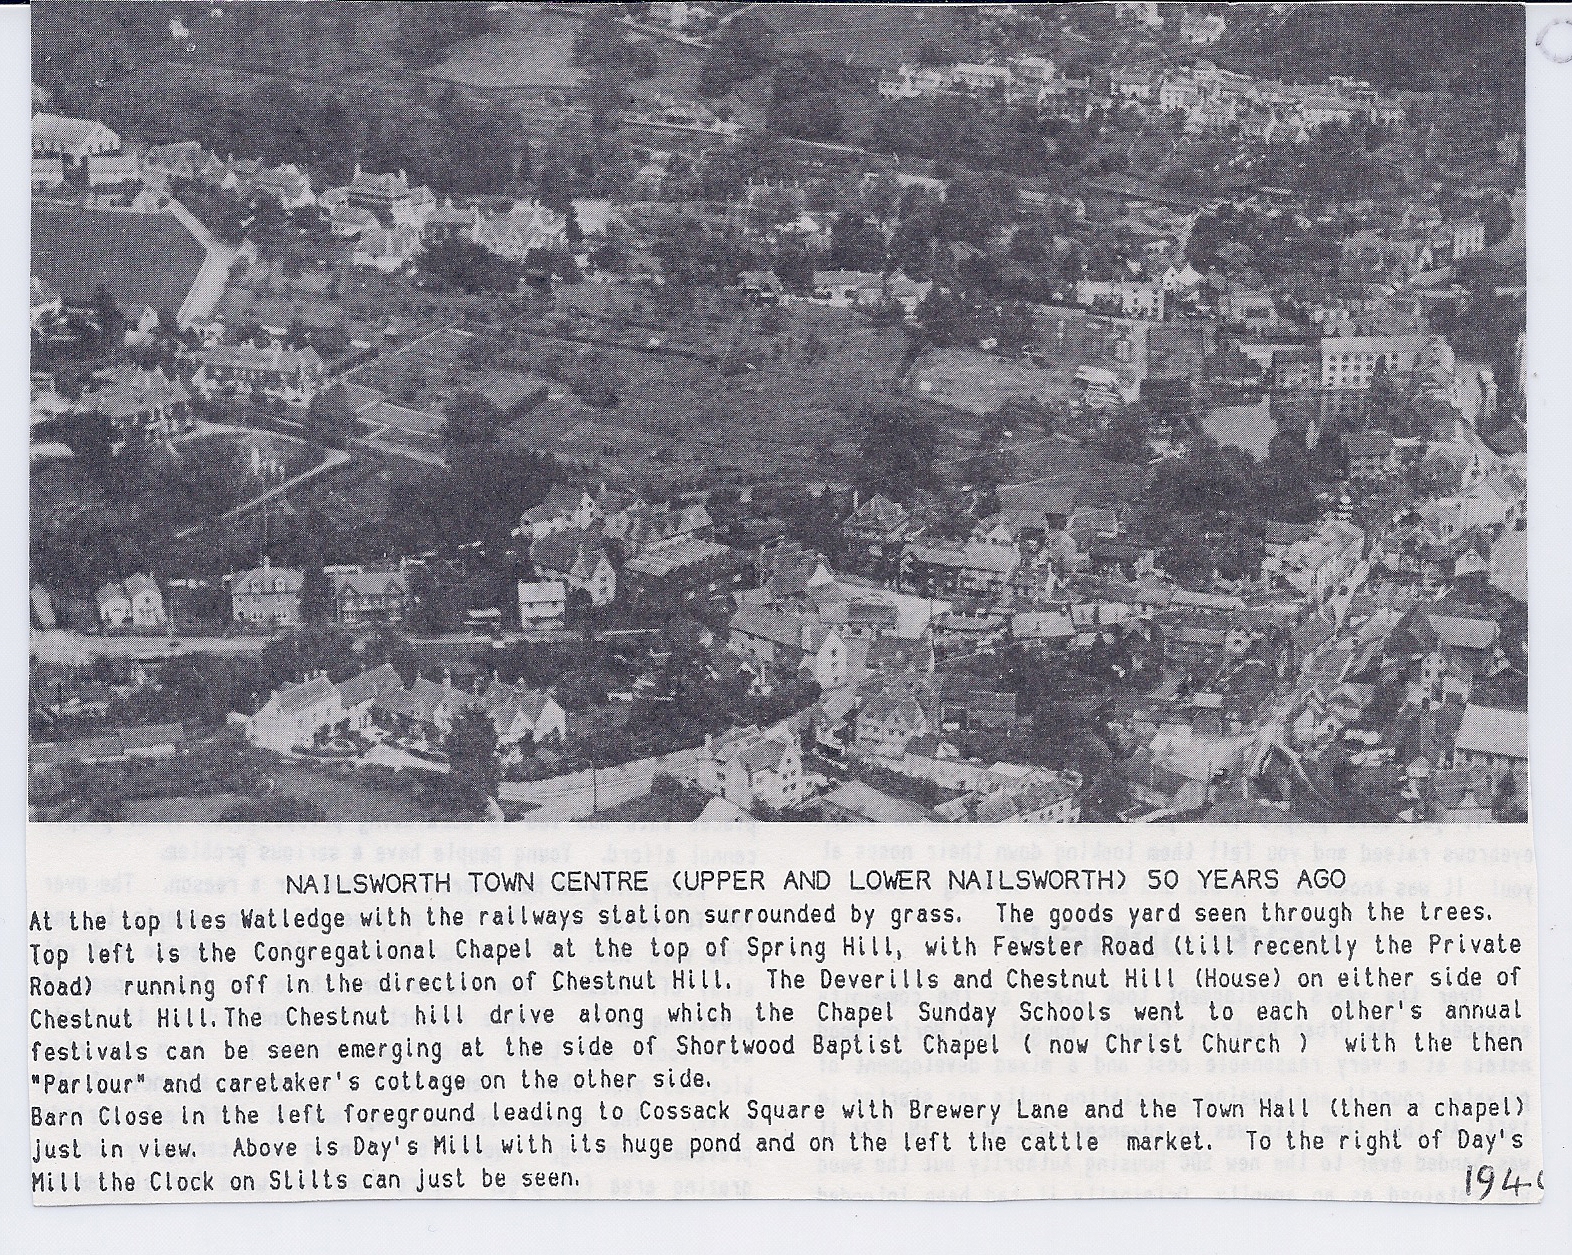 NAILSWORTH TOWN CENTRE (UPPER AND LOWER NAILSWORTH) 50 YEARS AGO
At the top lies Watledge with the railways station surrounded by grass. The goods yard seen through the trees.
Top left is the Congregational Chapel at the top of Spring Hill, with Fewster Road (till recently the Private
Road) running off in the direction of Chestnut Hill. The Deverills and Chestnut Hill (House) on either side of
Chestnut Hill.The Chestnut hill drive along which the Chapel Sunday Schools went to each other's annual
festivals can be seen emerging at the side of Shortwood Baptist Chapel ( now Christ Church ) with the then
"Parlour" and caretaker's cottage on the other side.
Barn Close in the left foreground leading to Cossack Square with Brewery Lane and the Town Hall (then a chapel)
just in view. Above is Day's Mill with its huge pond and on the left the cattle market. To the right of Day's
Mill the Clock on Stilts can just be seen.